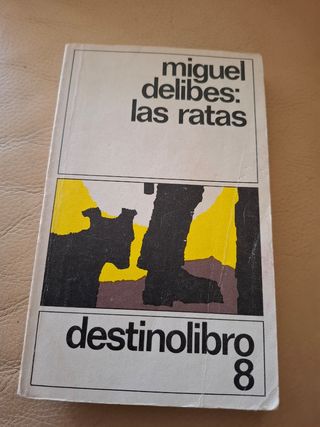 miguel
delibes:
las ratas
destinolibro
8